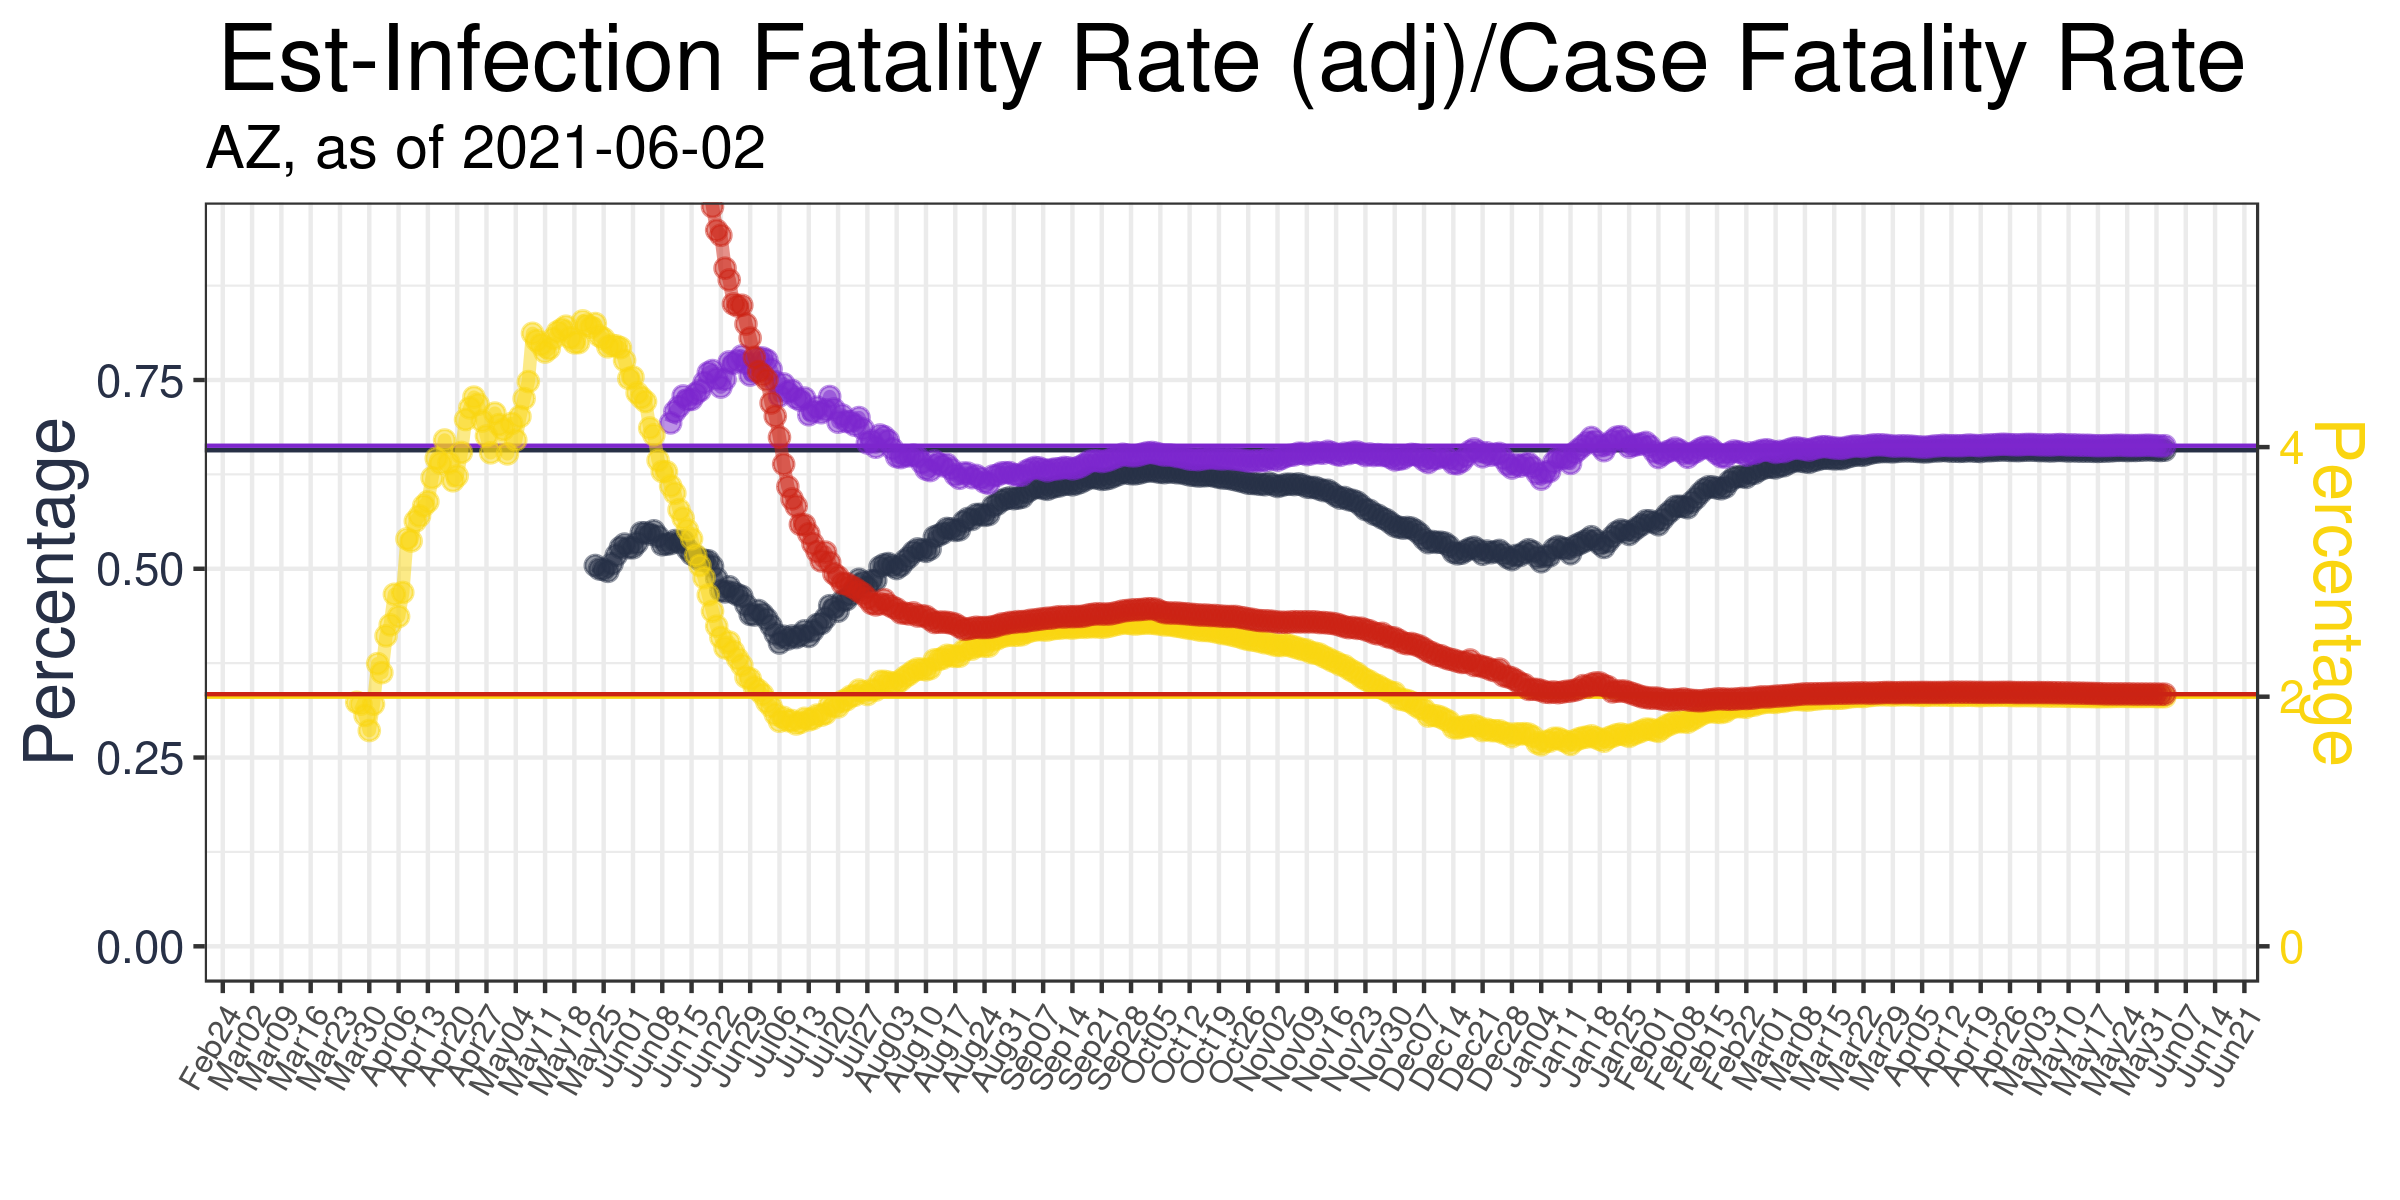 Est-Infection Fatality Rate (adj)/Case Fatality Rate
AZ, as of 2021-06-02
Percentage
0.75
0.50
0.25
0.00
4
2
0
Percentage
Feb24
Mar02
Mar09
Mar16
Mar23
Mar30
Apr06
Apr13
Apr20
Apr27
May04
May11
May18
May25
Jun01
Jun08
Jun15
Jun22
Jun29
Jul06
Jul13
Jul20
Jul27
Aug03
Aug10
Aug17
Aug24
Aug31
Sep07
Sep14
Sep21
Sep28
Oct05
Oct12
Oct19
Oct26
Nov02
Nov09
Nov16
Nov23
Nov30
Dec07
Dec14
Dec21
Dec28
Jan04
Jan11
Jan18
Jan25
Feb01
Feb08
Feb15
Feb22
Mar01
Mar08
Mar15
Mar22
Mar29
Apr05
Apr12
Apr19
Apr26
May03
May10
May17
May24
May31
Jun07
Jun14
Jun21